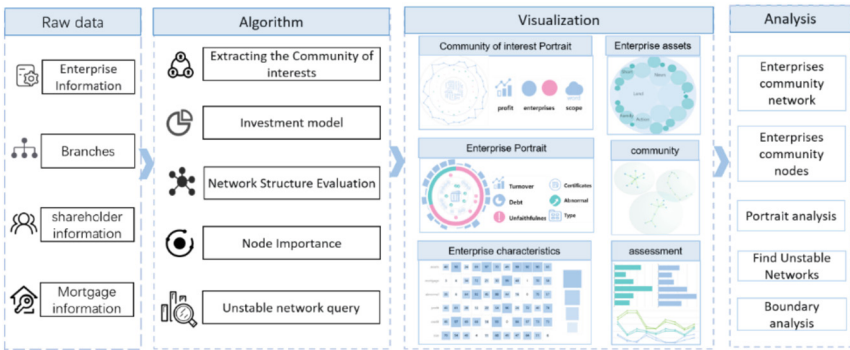 Raw data
Enterprise
Information
Branches
shareholder
information
Mortgage
information
Algorithm
Extracting the Community of
interests
Investment model
Network Structure Evaluation
Node Importance
Unstable network query
Visualization
Community of interest Portrait
profit
enterprises
scope
Enterprise assets
Enterprise Portrait
Turnover
Debt
Unfaithfulness
Certificates
Abnormal
Type
community
Enterprise characteristics
assessment
Analysis
Enterprises
community
network
Enterprises
community
nodes
Portrait analysis
Find Unstable
Networks
Boundary
analysis